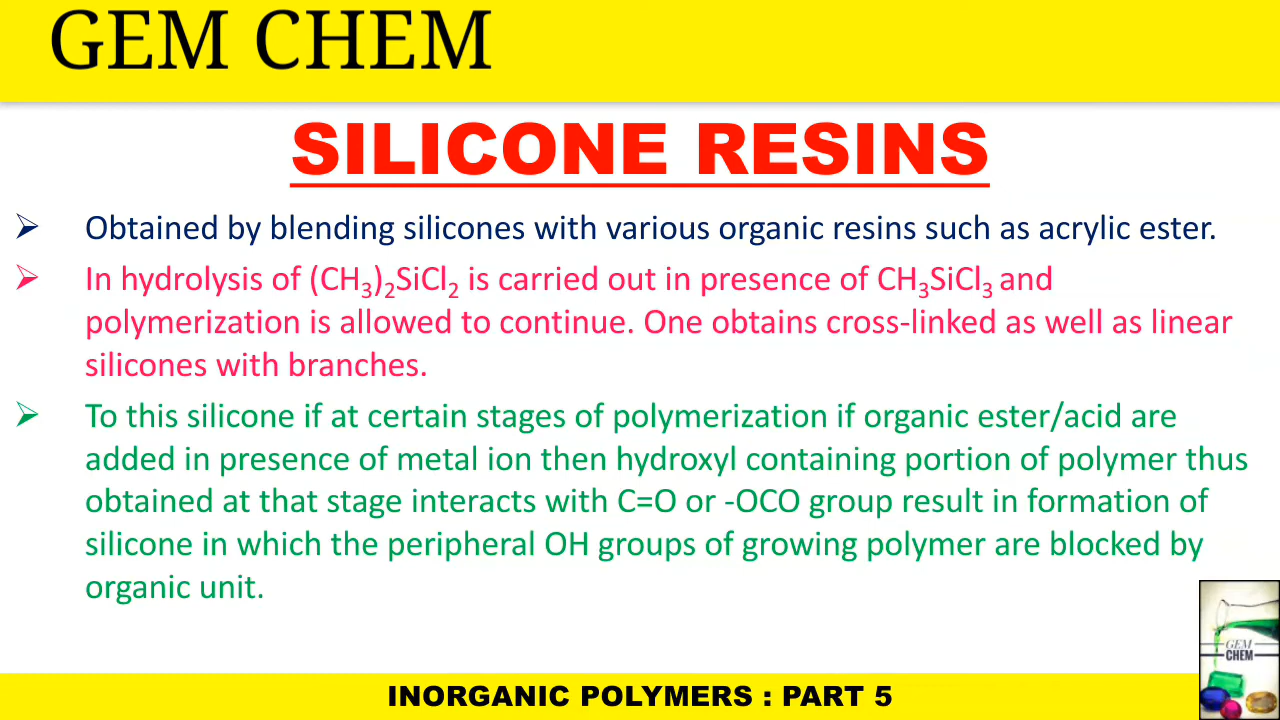 GEM CHEM
SILICONE RESINS
➢ Obtained by blending silicones with various organic resins such as acrylic ester.
➢ In hydrolysis of (CH₃)₂SiCl₂ is carried out in presence of CH₃SiCl₃ and
polymerization is allowed to continue. One obtains cross-linked as well as linear
silicones with branches.
➢ To this silicone if at certain stages of polymerization if organic ester/acid are
added in presence of metal ion then hydroxyl containing portion of polymer thus
obtained at that stage interacts with C=O or -OCO group result in formation of
silicone in which the peripheral OH groups of growing polymer are blocked by
organic unit.
GEM
CHEM
INORGANIC POLYMERS : PART 5